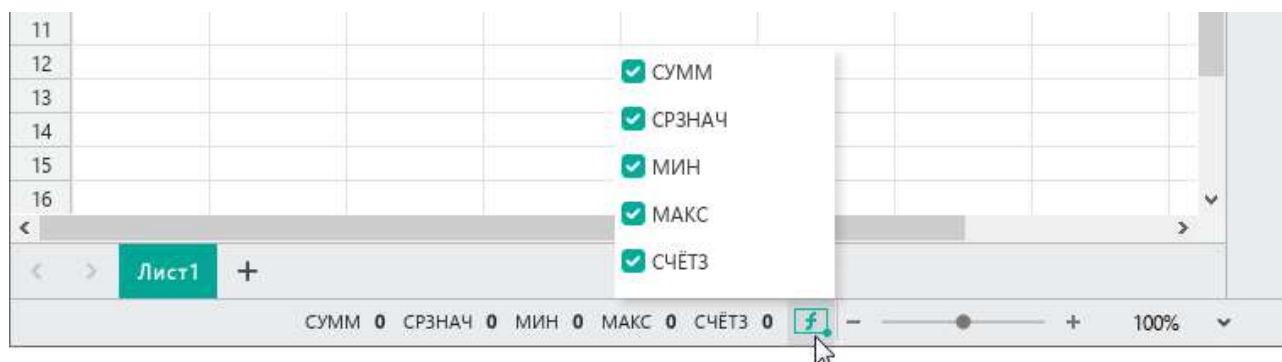 11
12
СУММ
13
СРЗНАЧ
14
15
МИН
16
МАКС
СЧЁТЗ
Лист1
СУММ 0 СРЗНАЧ 0 МИН 0 МАКС 0 СЧЁТЗ 0 100%